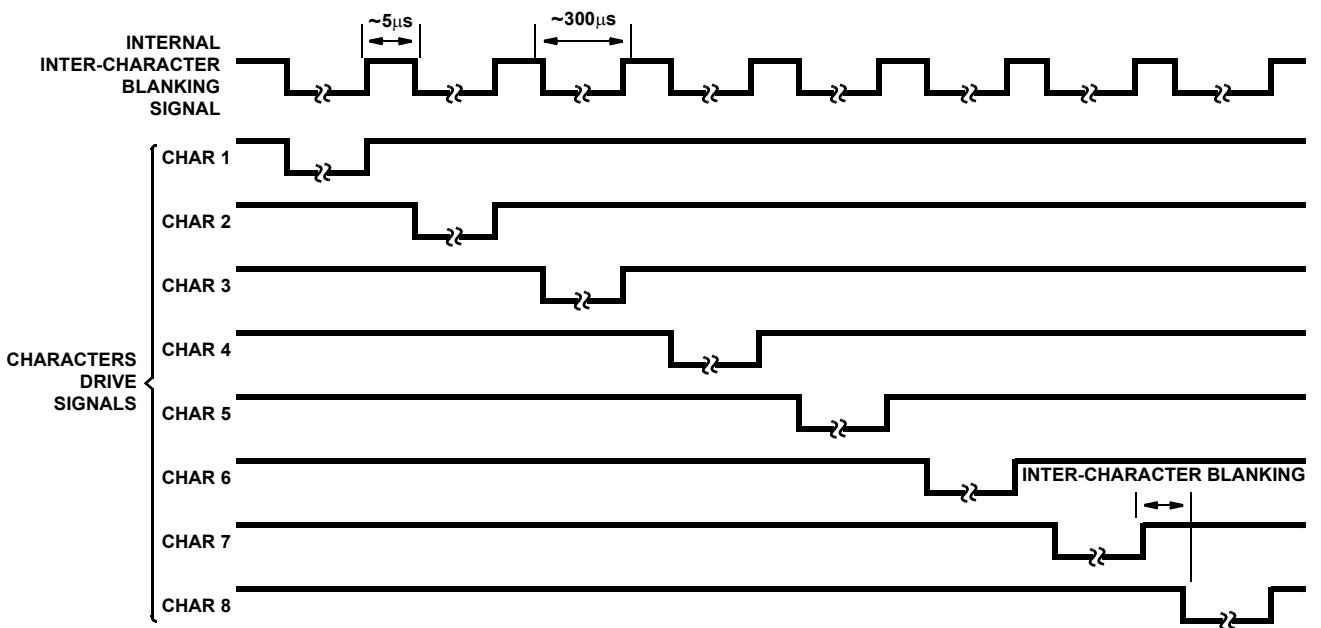 ~5μs
~300μs
INTERNAL
INTER-CHARACTER
BLANKING
SIGNAL
CHAR 1
CHAR 2
CHAR 3
CHAR 4
CHARACTERS
DRIVE
SIGNALS
CHAR 5
CHAR 6
INTER-CHARACTER BLANKING
CHAR 7
CHAR 8